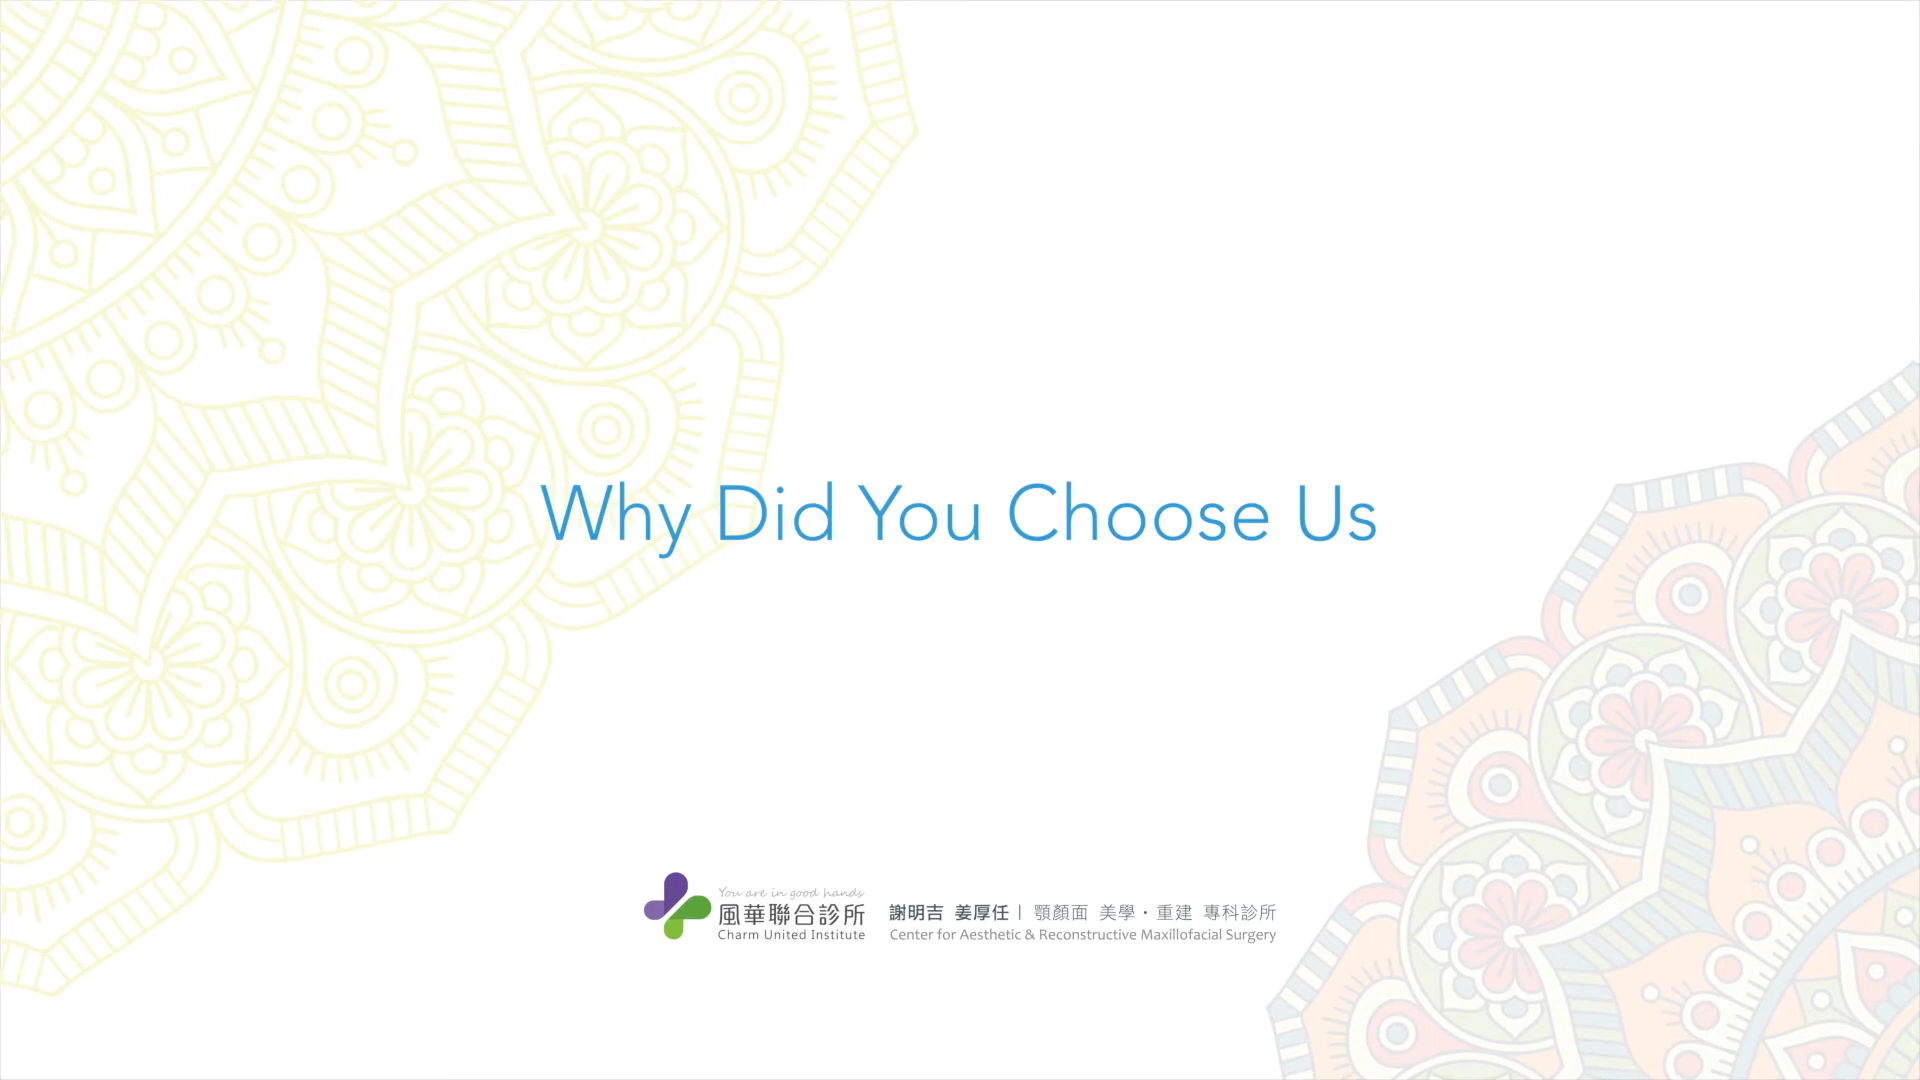 Why Did You Choose Us
You are in good hands
風華聯合診所
Charm United Institute
謝明吉 姜厚任 | 顎顏面 美學・重建 專科診所
Center for Aesthetic & Reconstructive Maxillofacial Surgery